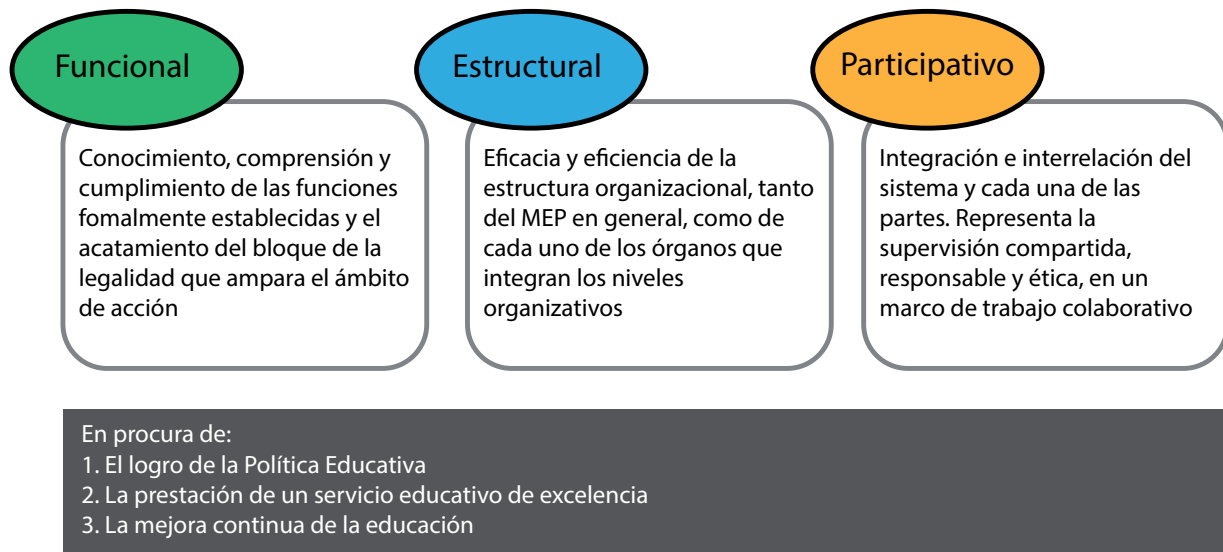 Funcional
Conocimiento, comprensión y
cumplimiento de las funciones
fomalmente establecidas y el
acatamiento del bloque de la
legalidad que ampara el ámbito
de acción
Estructural
Eficacia y eficiencia de la
estructura organizacional, tanto
del MEP en general, como de
cada uno de los órganos que
integran los niveles
organizativos
Participativo
Integración e interrelación del
sistema y cada una de las
partes. Representa la
supervisión compartida,
responsable y ética, en un
marco de trabajo colaborativo
En procura de:
1. El logro de la Política Educativa
2. La prestación de un servicio educativo de excelencia
3. La mejora continua de la educación